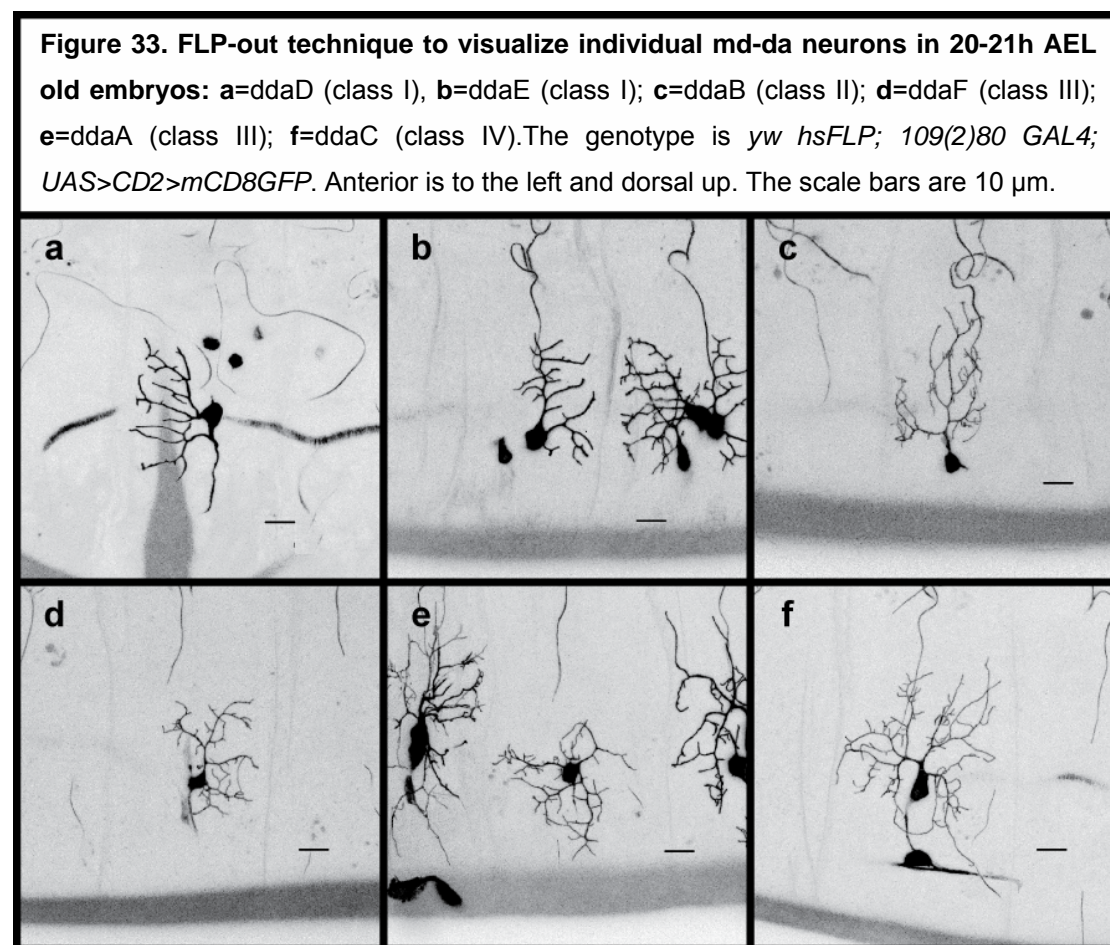 Figure 33. FLP-out technique to visualize individual md-da neurons in 20-21h AEL
old embryos: a=ddaD (class I), b=ddaE (class I); c=ddaB (class II); d=ddaF (class III);
e=ddaA (class III); f=ddaC (class IV).The genotype is yw hsFLP; 109(2)80 GAL4;
UAS>CD2>mCD8GFP. Anterior is to the left and dorsal up. The scale bars are 10 µm.
a b c
d e f